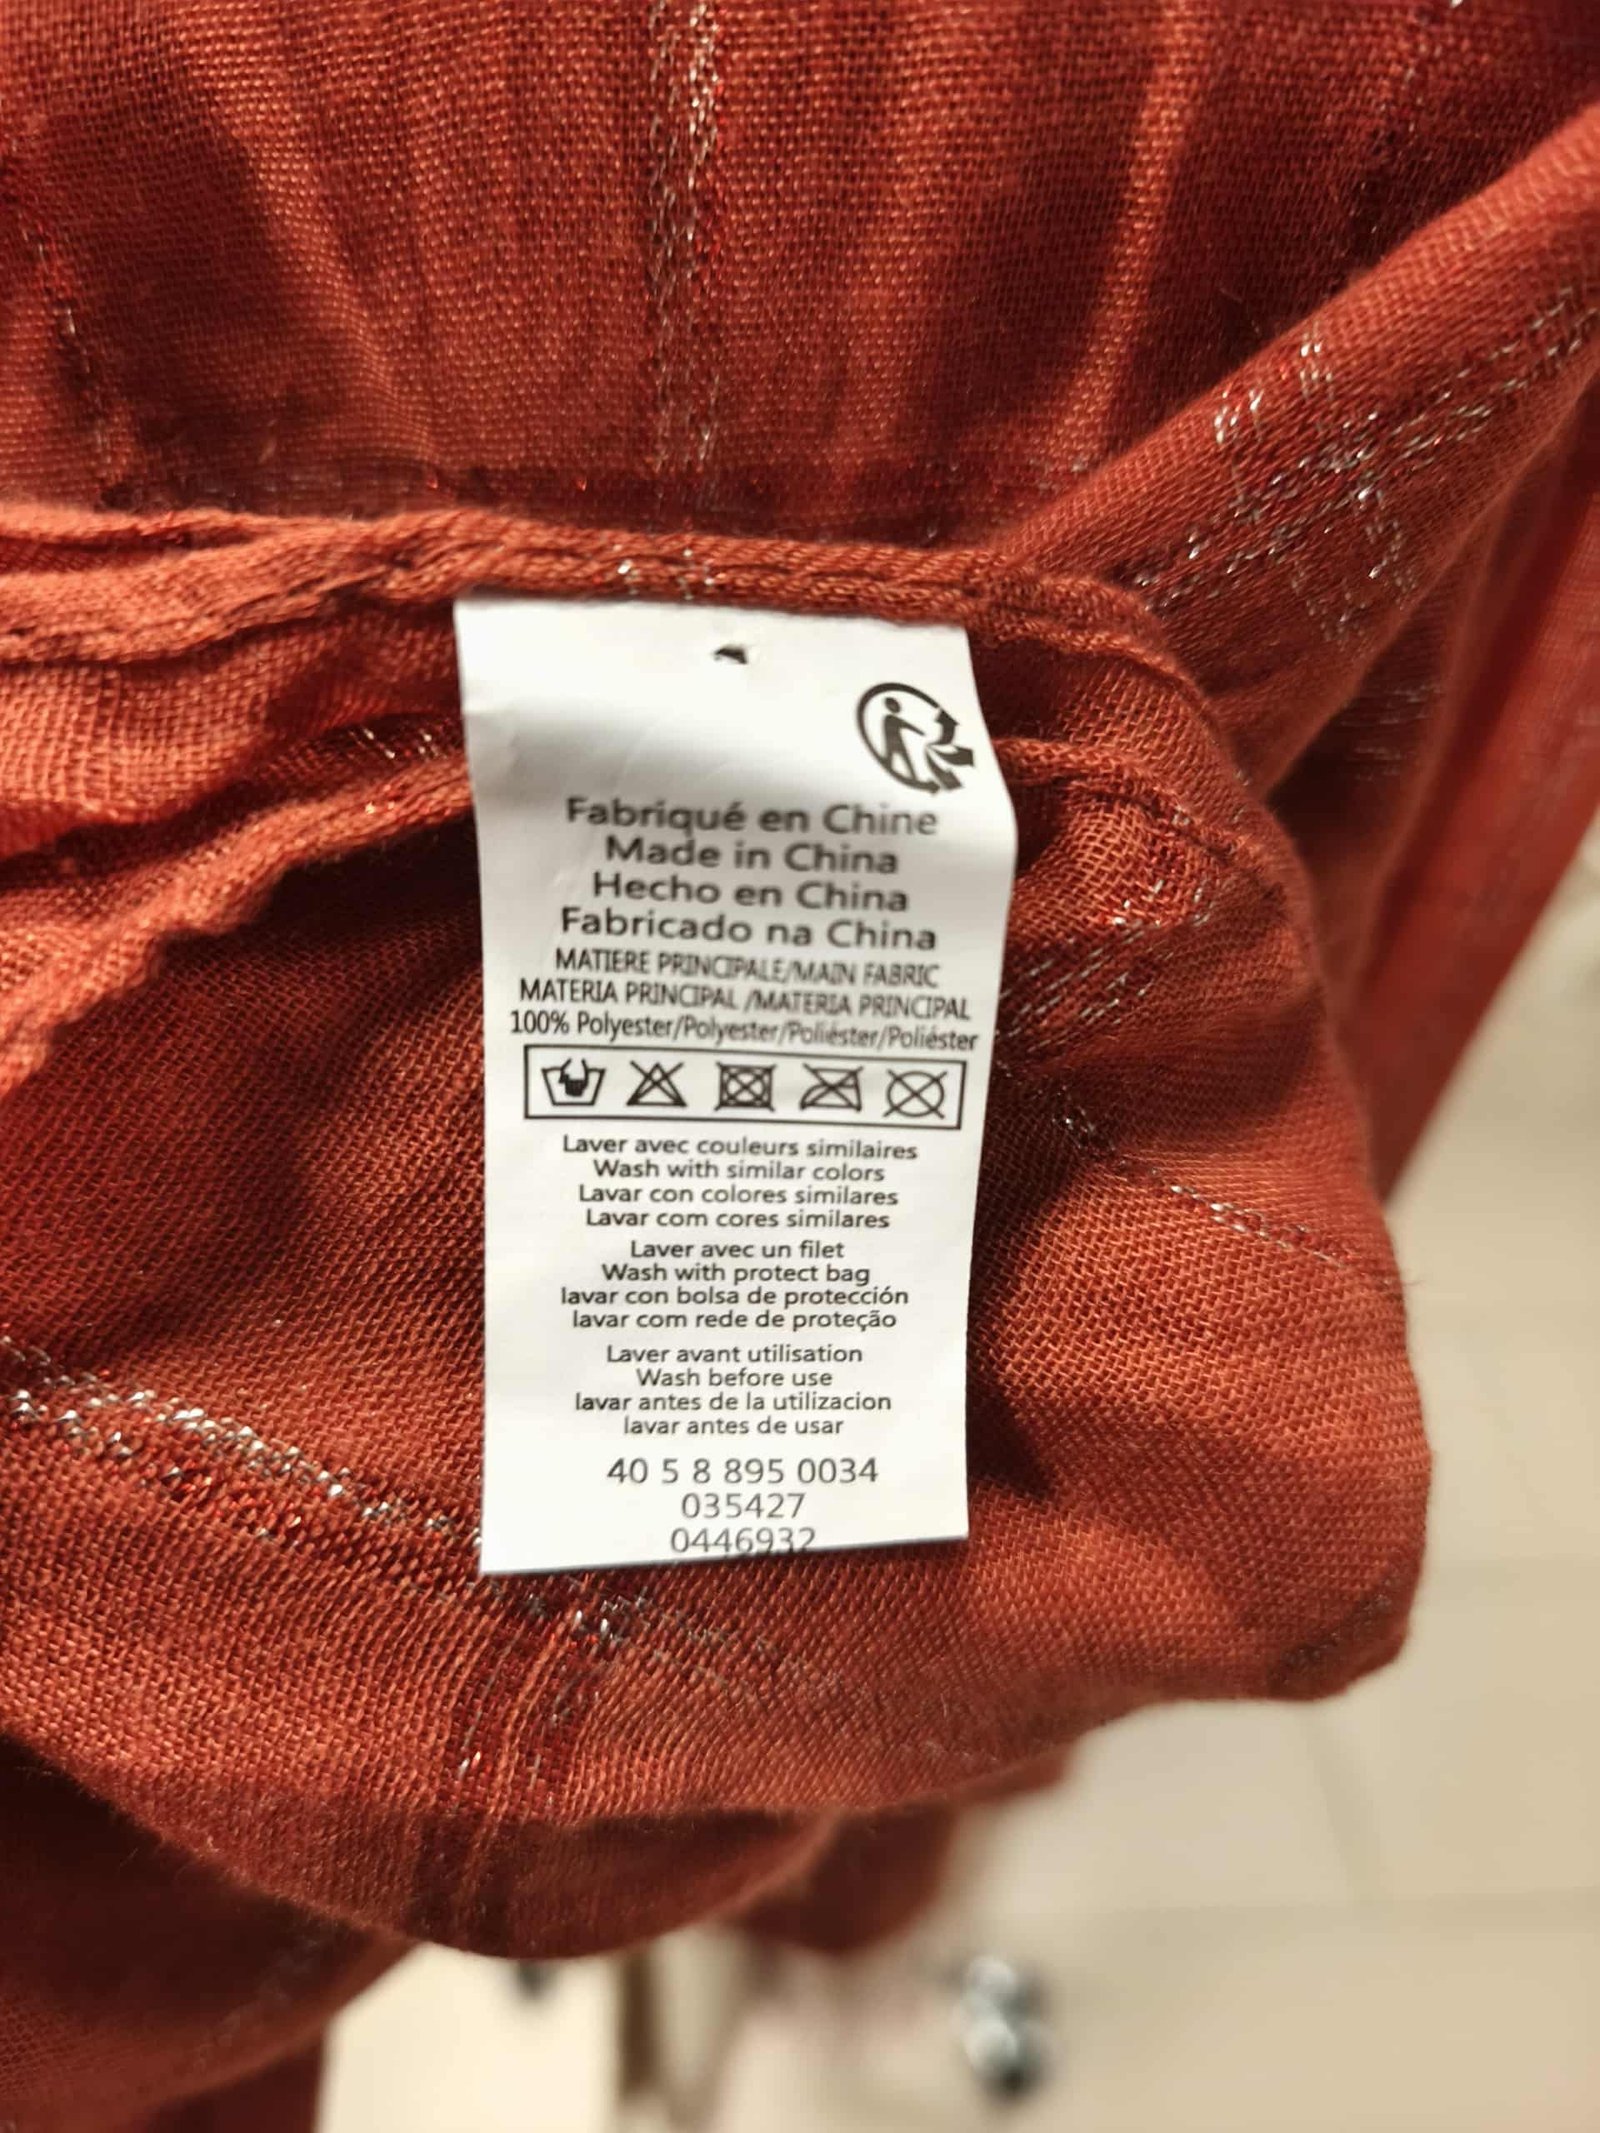 Fabriqué en Chine
Made in China
Hecho en China
Fabricado na China
MATIERE PRINCIPALE/MAIN FABRIC
MATERIA PRINCIPAL /MATERIA PRINCIPAL
100% Polyester/Polyester/Poliéster/Poliéster
Laver avec couleurs similaires
Wash with similar colors
Lavar con colores similares
Lavar com cores similares
Laver avec un filet
Wash with protect bag
lavar con bolsa de protección
lavar com rede de proteção
Laver avant utilisation
Wash before use
lavar antes de la utilizacion
lavar antes de usar
40 5 8 895 0034
035427
0446932